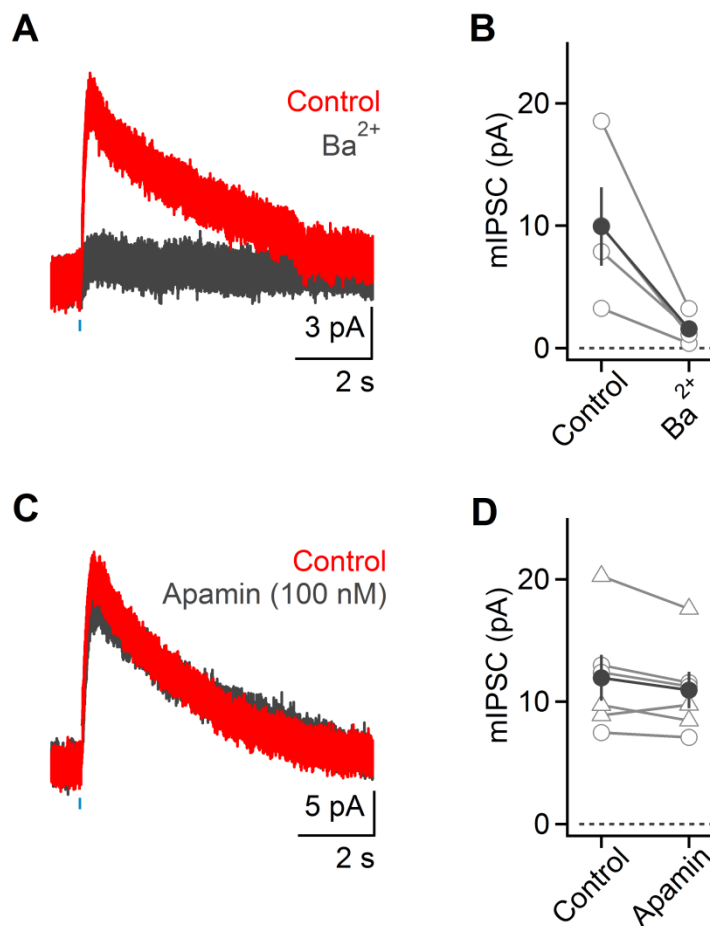 A
Control
Ba2+
3 pA
2 s
B
mIPSC (pA)
20
10
0
Control
Ba2+
C
Control
Apamin (100 nM)
5 pA
2 s
D
mIPSC (pA)
20
10
0
Control
Apamin